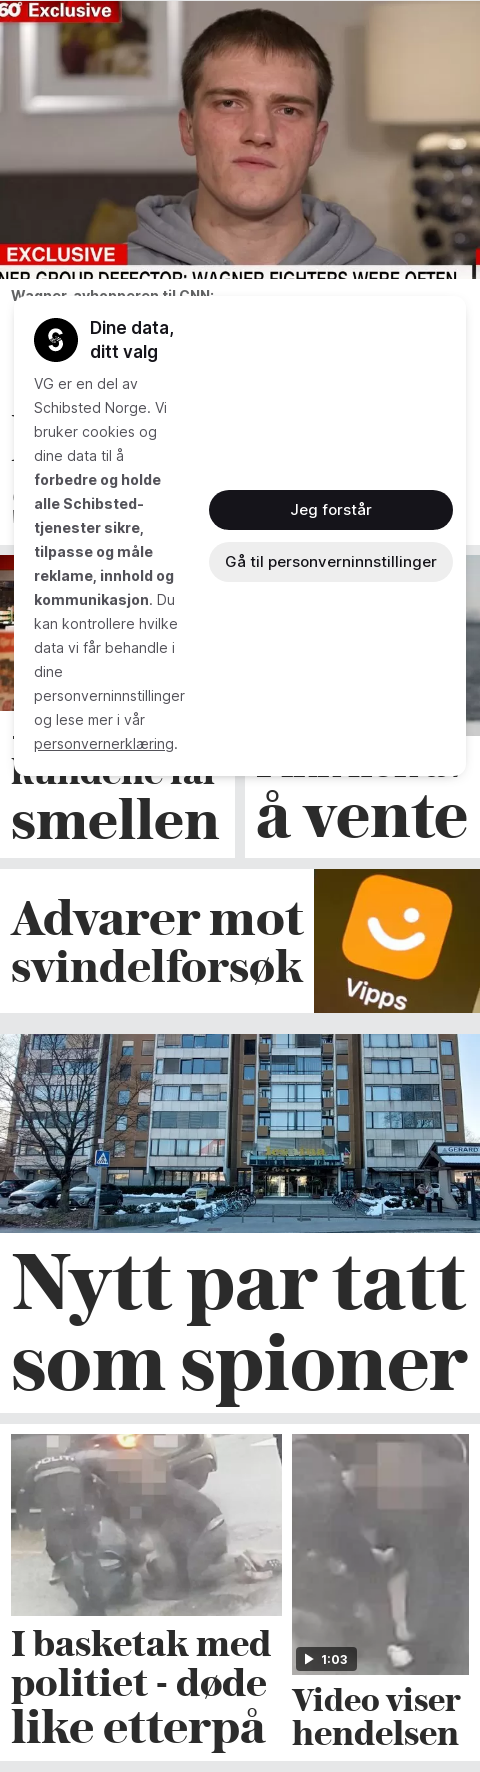 60° Exclusive
EXCLUSIVE
NER GROUP DEFECTOR: WAGNER FIGHTERS WERE OFTEN
Wagner-avhopperen til CNN:
Dine data,
ditt valg
VG er en del av
Schibsted Norge. Vi
bruker cookies og
dine data til å
forbedre og holde
alle Schibsted-
tjenester sikre,
tilpasse og måle
reklame, innhold og
kommunikasjon. Du
kan kontrollere hvilke
data vi får behandle i
dine
personverninnstillinger
og lese mer i vår
personvernerklæring.
Jeg forstår
Gå til personverninnstillinger
kundene får
smellen
å vente
Advarer mot
svindelforsøk
Vipps
GERARD
Nytt par tatt
som spioner
POLITI
I basketak med
politiet - døde
like etterpå
1:03
Video viser
hendelsen